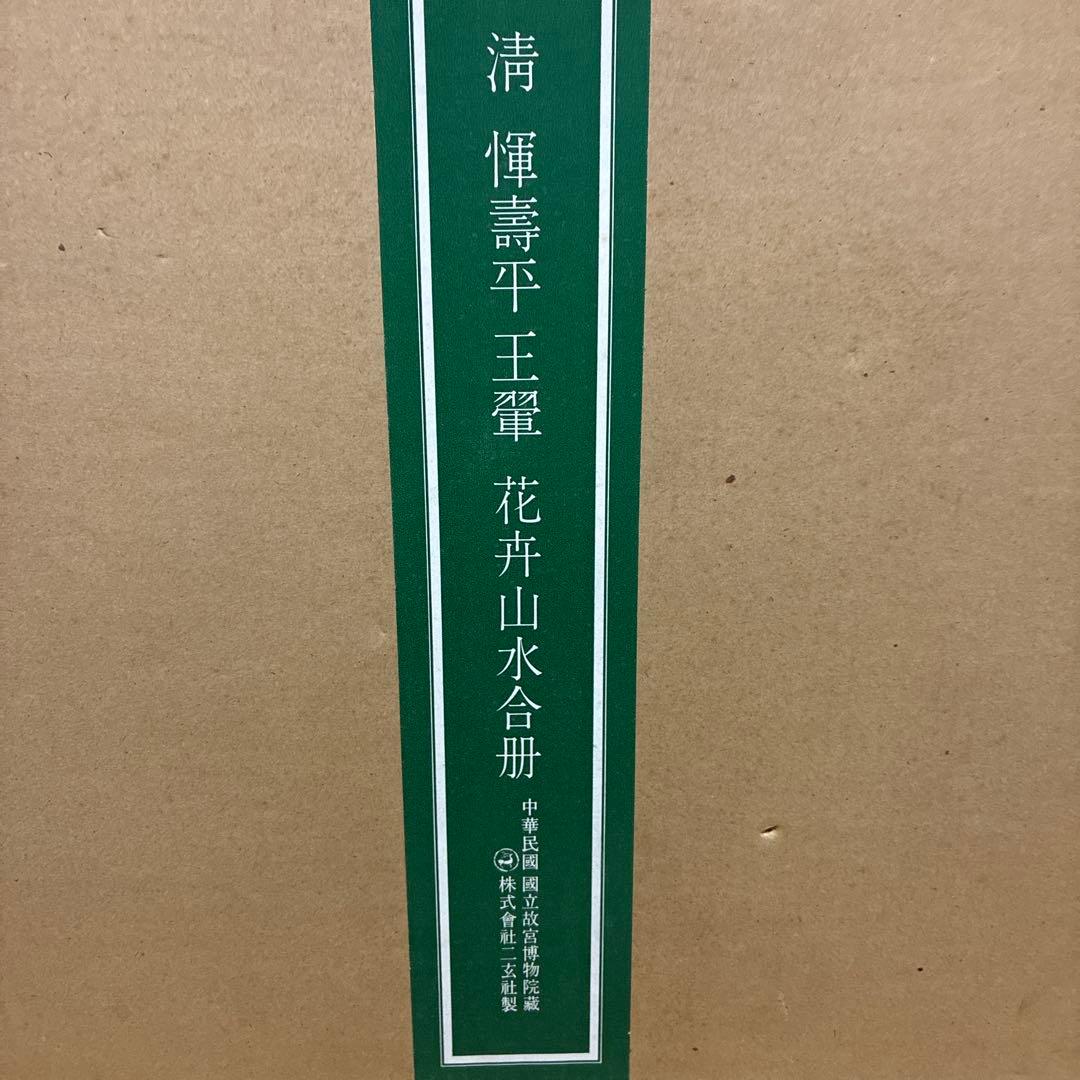 清 惲壽平 王翬 花卉山水合册
中華民國 國立故宮博物院藏
株式會社二玄社製